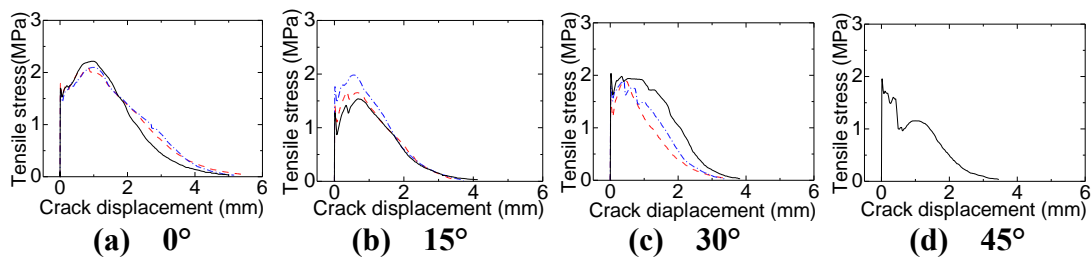 3
2
1
0
Tensile stress(MPa)
0 2 4 6
Crack displacement (mm)
(a) 0°
3
2
1
0
Tensile stress (MPa)
0 2 4 6
Crack displacement (mm)
(b) 15°
3
2
1
0
Tensile stress (MPa)
0 2 4 6
Crack diaplacement (mm)
(c) 30°
3
2
1
0
Tensile stress (MPa)
0 1 2 3 4 5 6
Crack displacement (mm)
(d) 45°